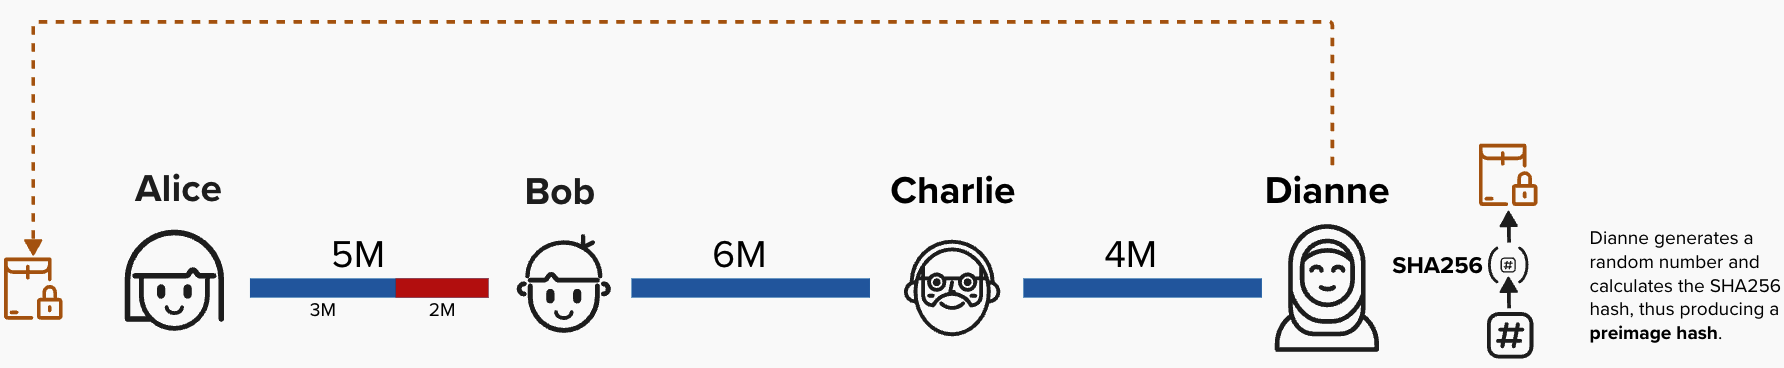 Alice
Bob
Charlie
Dianne
5M
6M
4M
3M
2M
SHA256 (#)
#
Dianne generates a
random number and
calculates the SHA256
hash, thus producing a
preimage hash.